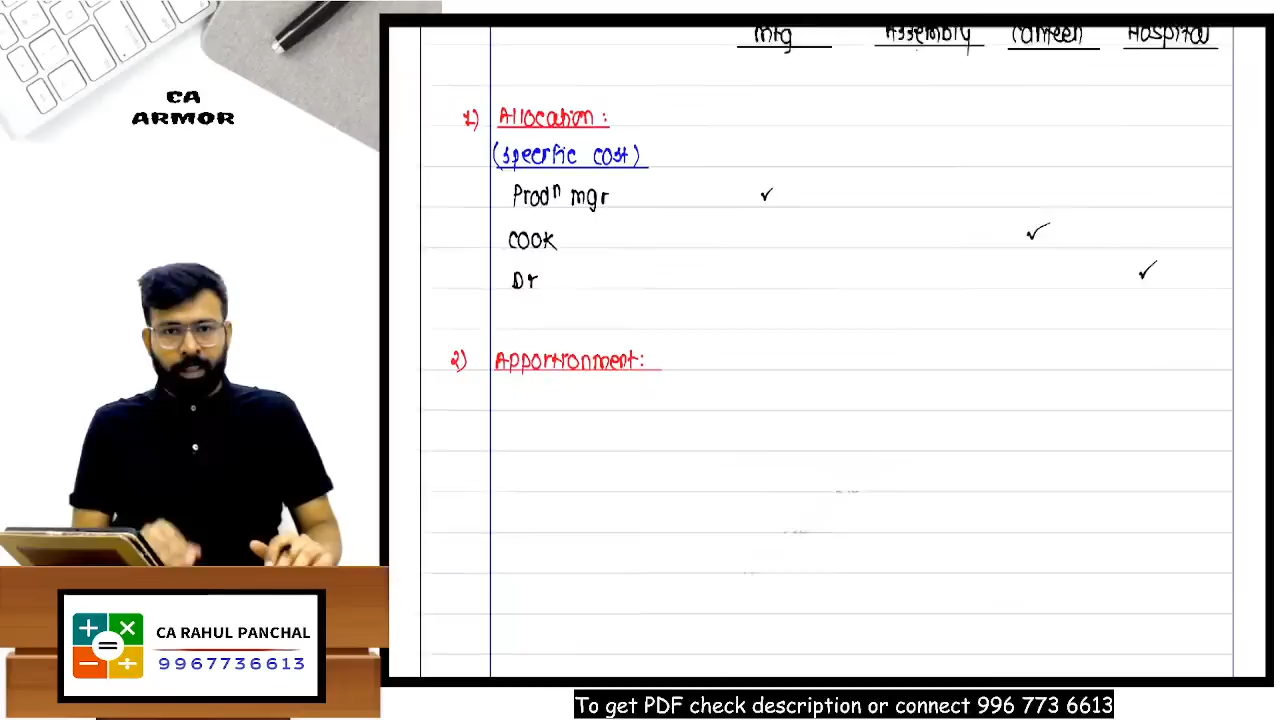 CA
ARMOR
Mfg Assembly Canteen Hospital
1) Allocation :
(specific cost)
Prodⁿ mgr ✓
COOK ✓
Dr ✓
2) Apportionment:
CA RAHUL PANCHAL
9967736613
To get PDF check description or connect 996 773 6613